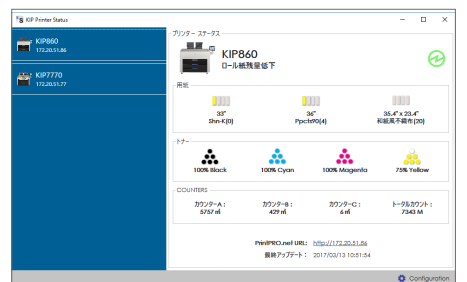 KIP Printer Status
KIP860
172.20.51.86
KIP7770
172.20.51.77
プリンター ステータス
KIP860
ロール紙残量低下
用紙
33"
Shn-K(0)
36"
Ppcfs90(4)
35.4" x 23.4"
和紙風不織布(20)
トナー
100% Black
100% Cyan
100% Magenta
75% Yellow
COUNTERS
カウンターA :
5757 ㎡
カウンターB :
429 ㎡
カウンターC :
6 ㎡
トータルカウント :
7343 M
PrintPRO.net URL: http://172.20.51.86
最終アップデート : 2017/03/13 10:51:54
Configuration